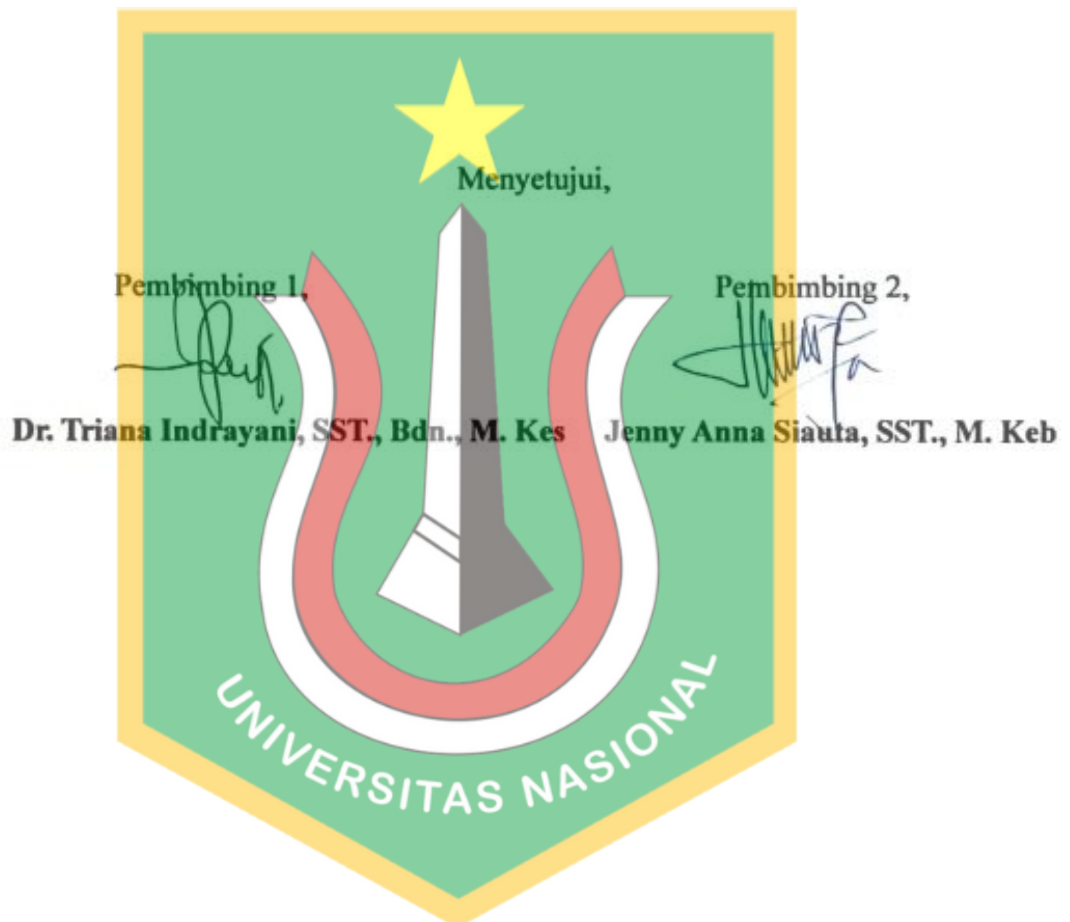 Menyetujui,
Pembimbing 1, Pembimbing 2,
Dr. Triana Indrayani, SST., Bdn., M. Kes Jenny Anna Siauta, SST., M. Keb
UNIVERSITAS NASIONAL